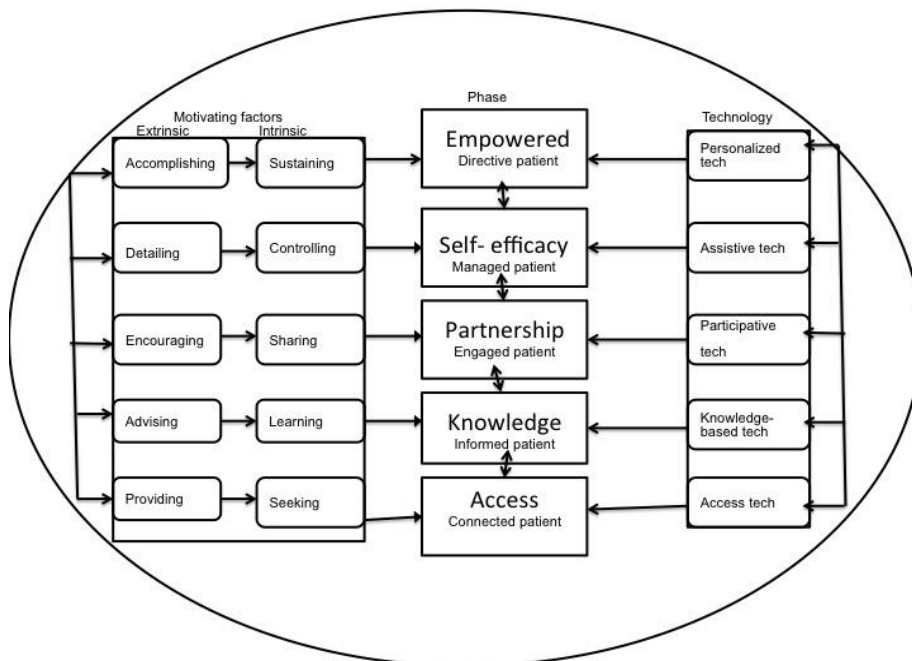 Phase
Motivating factors
Technology
Extrinsic
Intrinsic
Accomplishing
Sustaining
Empowered
Directive patient
Personalized
tech
Detailing
Controlling
Self- efficacy
Managed patient
Assistive tech
Encouraging
Sharing
Partnership
Engaged patient
Participative
tech
Advising
Learning
Knowledge
Informed patient
Knowledge-
based tech
Providing
Seeking
Access
Connected patient
Access tech